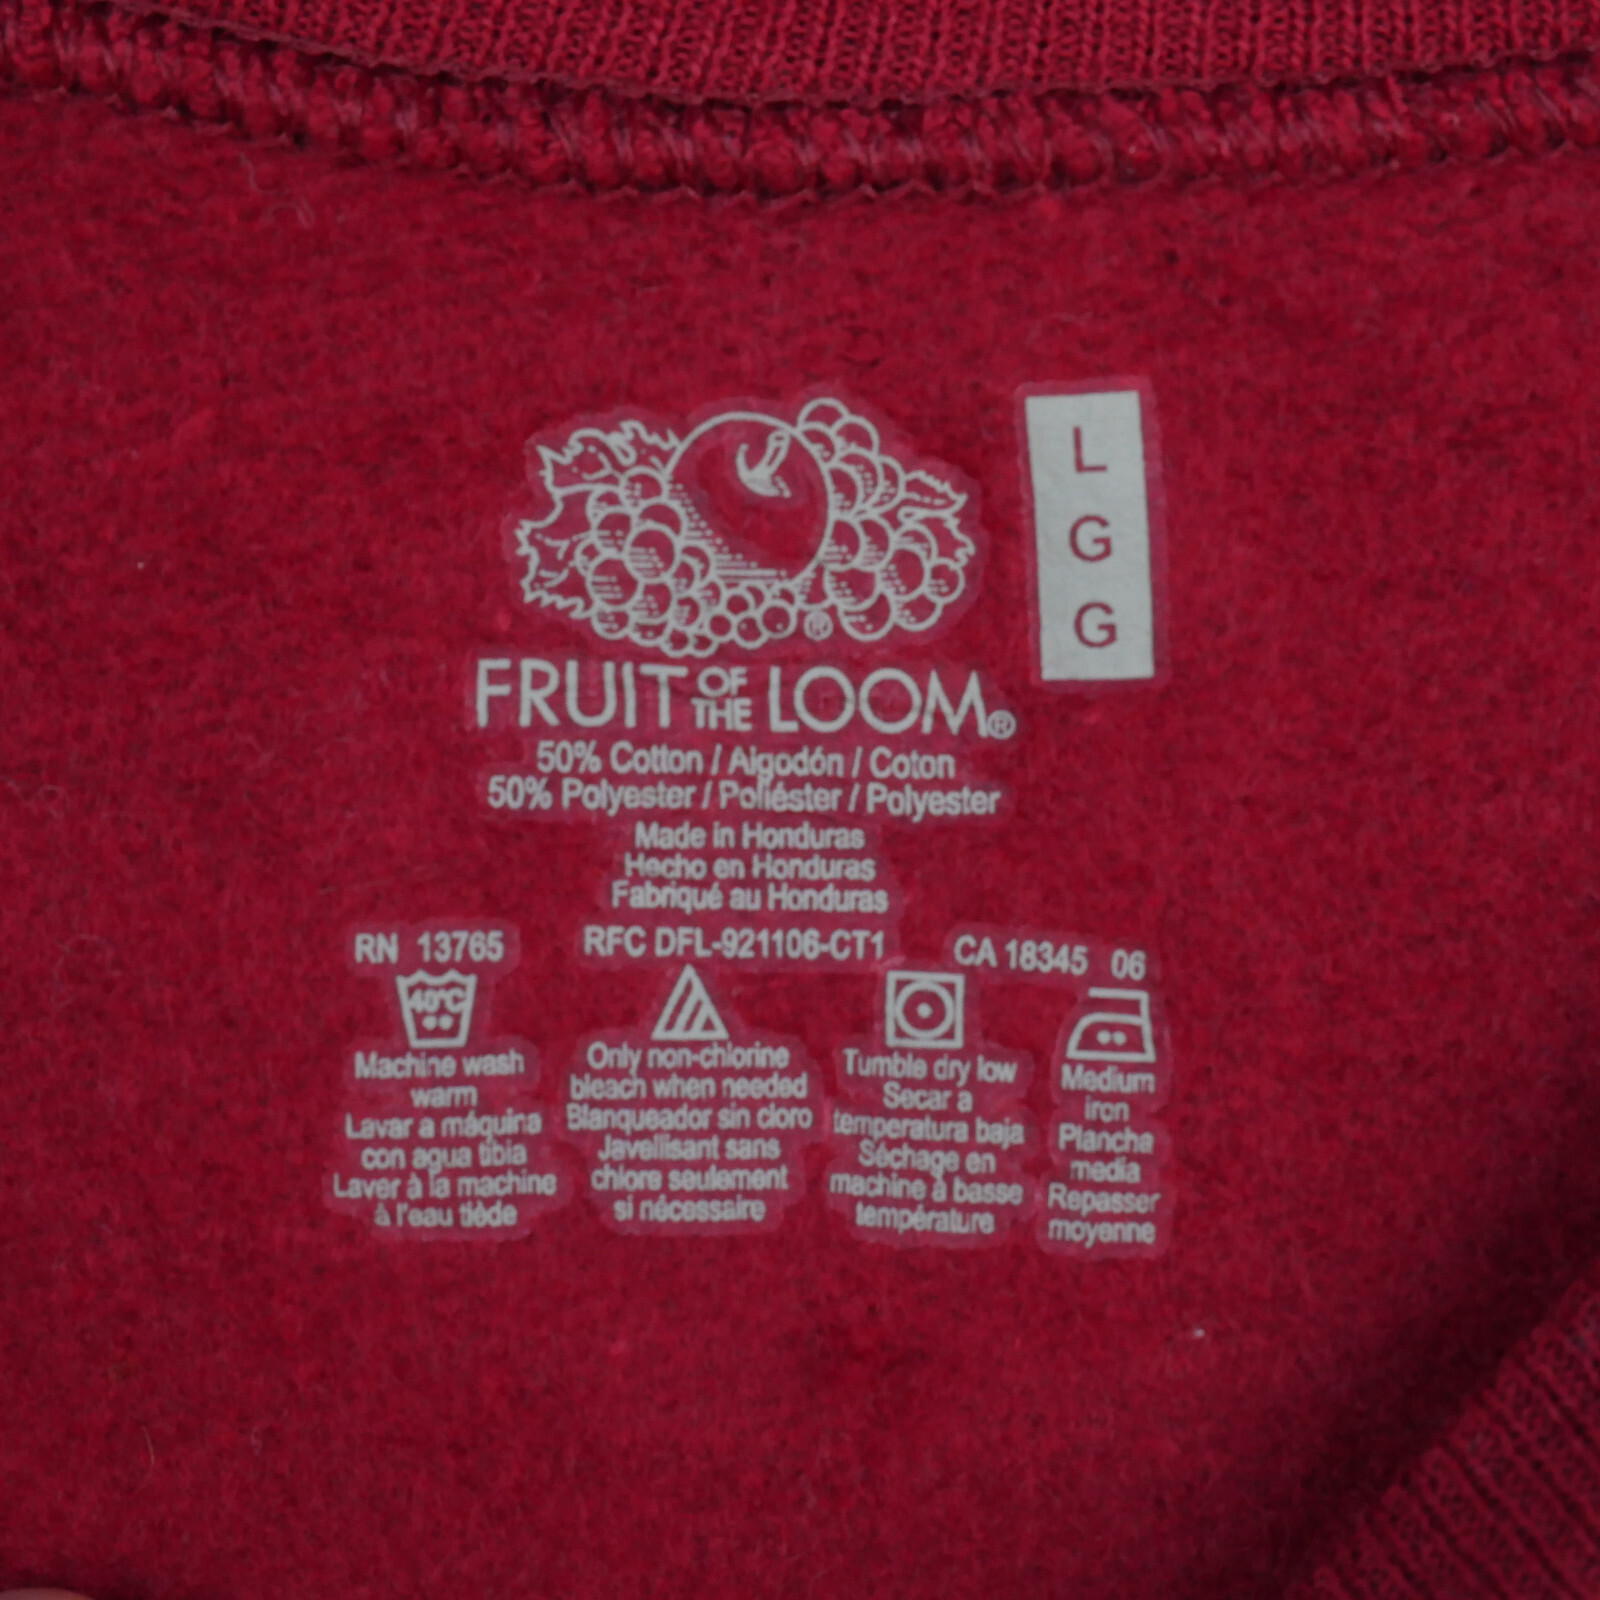 L
G
G
FRUIT OF THE LOOM®
50% Cotton / Algodón / Coton
50% Polyester / Poliéster / Polyester
Made in Honduras
Hecho en Honduras
Fabriqué au Honduras
RN 13765 RFC DFL-921106-CT1 CA 18345 06
40°C
Machine wash
warm
Lavar a máquina
con agua tibia
Laver à la machine
à l'eau tiède
Only non-chlorine
bleach when needed
Blanqueador sin cloro
Javellisant sans
chlore seulement
si nécessaire
Tumble dry low
Secar a
temperatura baja
Séchage en
machine à basse
température
Medium
iron
Plancha
media
Repasser
moyenne